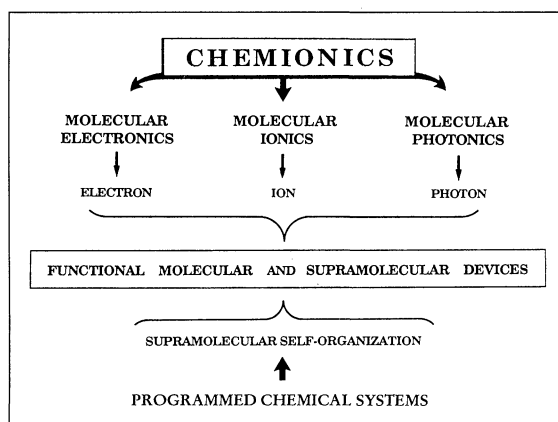 CHEMIONICS
MOLECULAR ELECTRONICS
MOLECULAR IONICS
MOLECULAR PHOTONICS
ELECTRON
ION
PHOTON
FUNCTIONAL MOLECULAR AND SUPRAMOLECULAR DEVICES
SUPRAMOLECULAR SELF-ORGANIZATION
PROGRAMMED CHEMICAL SYSTEMS